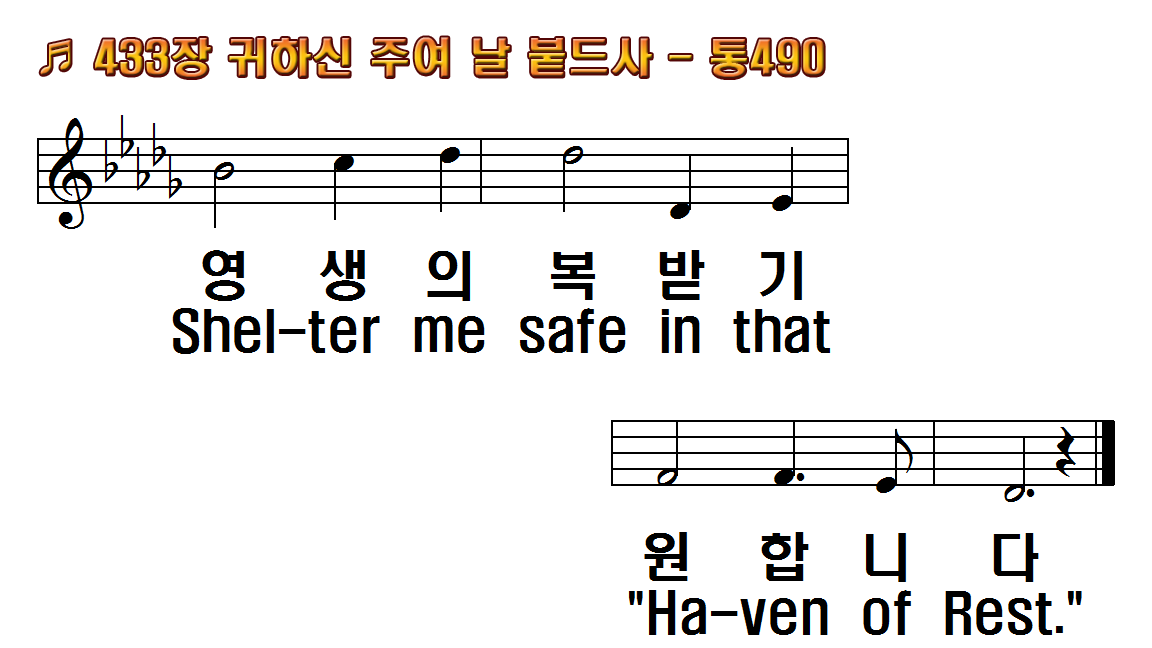 ♬ 433장 귀하신 주여 날 붙드사 - 통490
영 생 의 복 받 기
Shel-ter me safe in that
원 합 니 다
"Ha-ven of Rest."